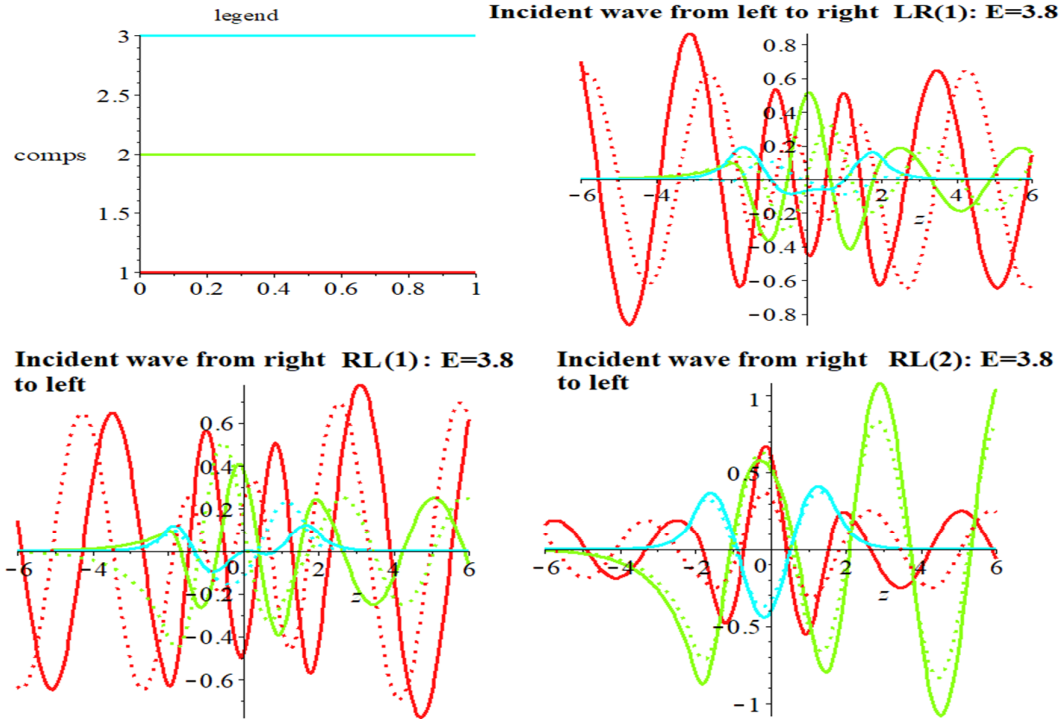 legend
3
2.5
comps
2
1.5
1
0 0.2 0.4 0.6 0.8 1
Incident wave from left to right LR(1): E=3.8
0.8
0.6
0.4
0.2
-6 -4 2 4 6
-0.2
-0.4
-0.6
-0.8
z
Incident wave from right RL(1): E=3.8
to left
0.6
0.4
0.2
-6 -4 -2 0 2 4 6
-0.2
-0.4
-0.6
z
Incident wave from right RL(2): E=3.8
to left
1
0.5
-6 -4 -2 0 2 4 6
-0.5
-1
z